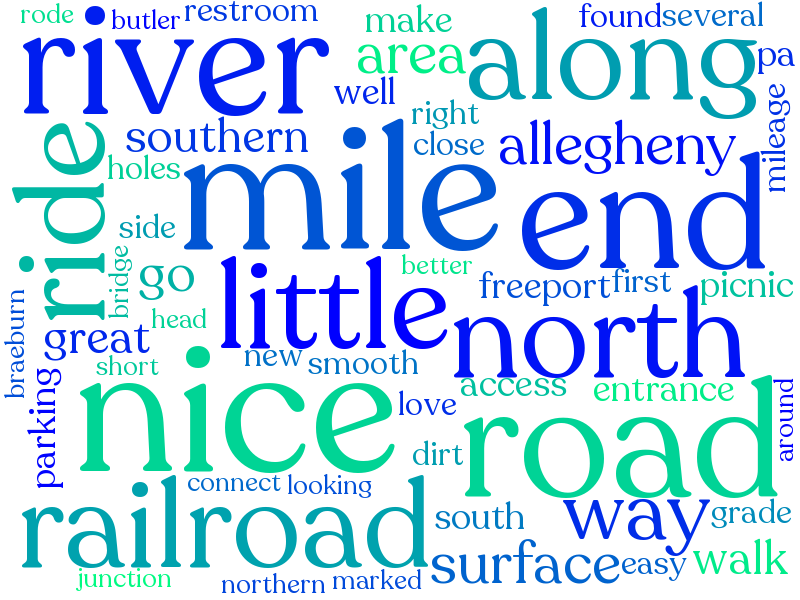 rode
butler
restroom
make
found
several
river
area
along
pa
well
mileage
right
southern
close
allegheny
ride
holes
mile
end
side
bridge
go
little
better
freeport
first
picnic
braeburn
great
head
north
new
smooth
short
nice
parking
love
access
entrance
around
road
dirt
connect
looking
railroad
south
way
grade
surface
easy
walk
junction
northern
marked